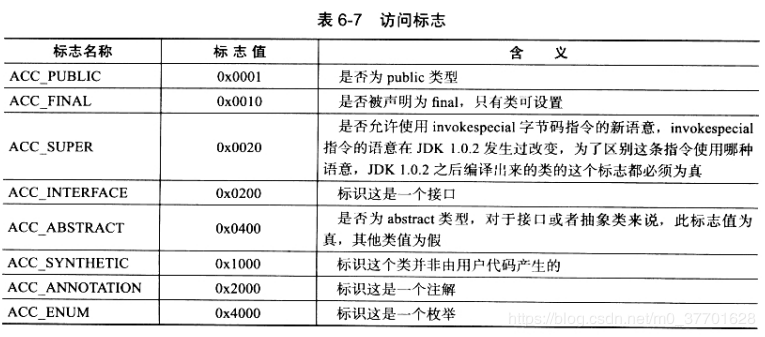 表 6-7 访问标志
标志名称 标 志 值 含 义
ACC_PUBLIC 0x0001 是否为 public 类型
ACC_FINAL 0x0010 是否被声明为 final，只有类可设置
是否允许使用 invokespecial 字节码指令的新语意，invokespecial
ACC_SUPER 0x0020 指令的语意在 JDK 1.0.2 发生过改变，为了区别这条指令使用哪种
语意，JDK 1.0.2 之后编译出来的类的这个标志都必须为真
ACC_INTERFACE 0x0200 标识这是一个接口
是否为 abstract 类型，对于接口或者抽象类来说，此标志值为
ACC_ABSTRACT 0x0400
真，其他类值为假
ACC_SYNTHETIC 0x1000 标识这个类并非由用户代码产生的
ACC_ANNOTATION 0x2000 标识这是一个注解
ACC_ENUM 0x4000 标识这是一个枚举
https://blog.csdn.net/m0_37701628